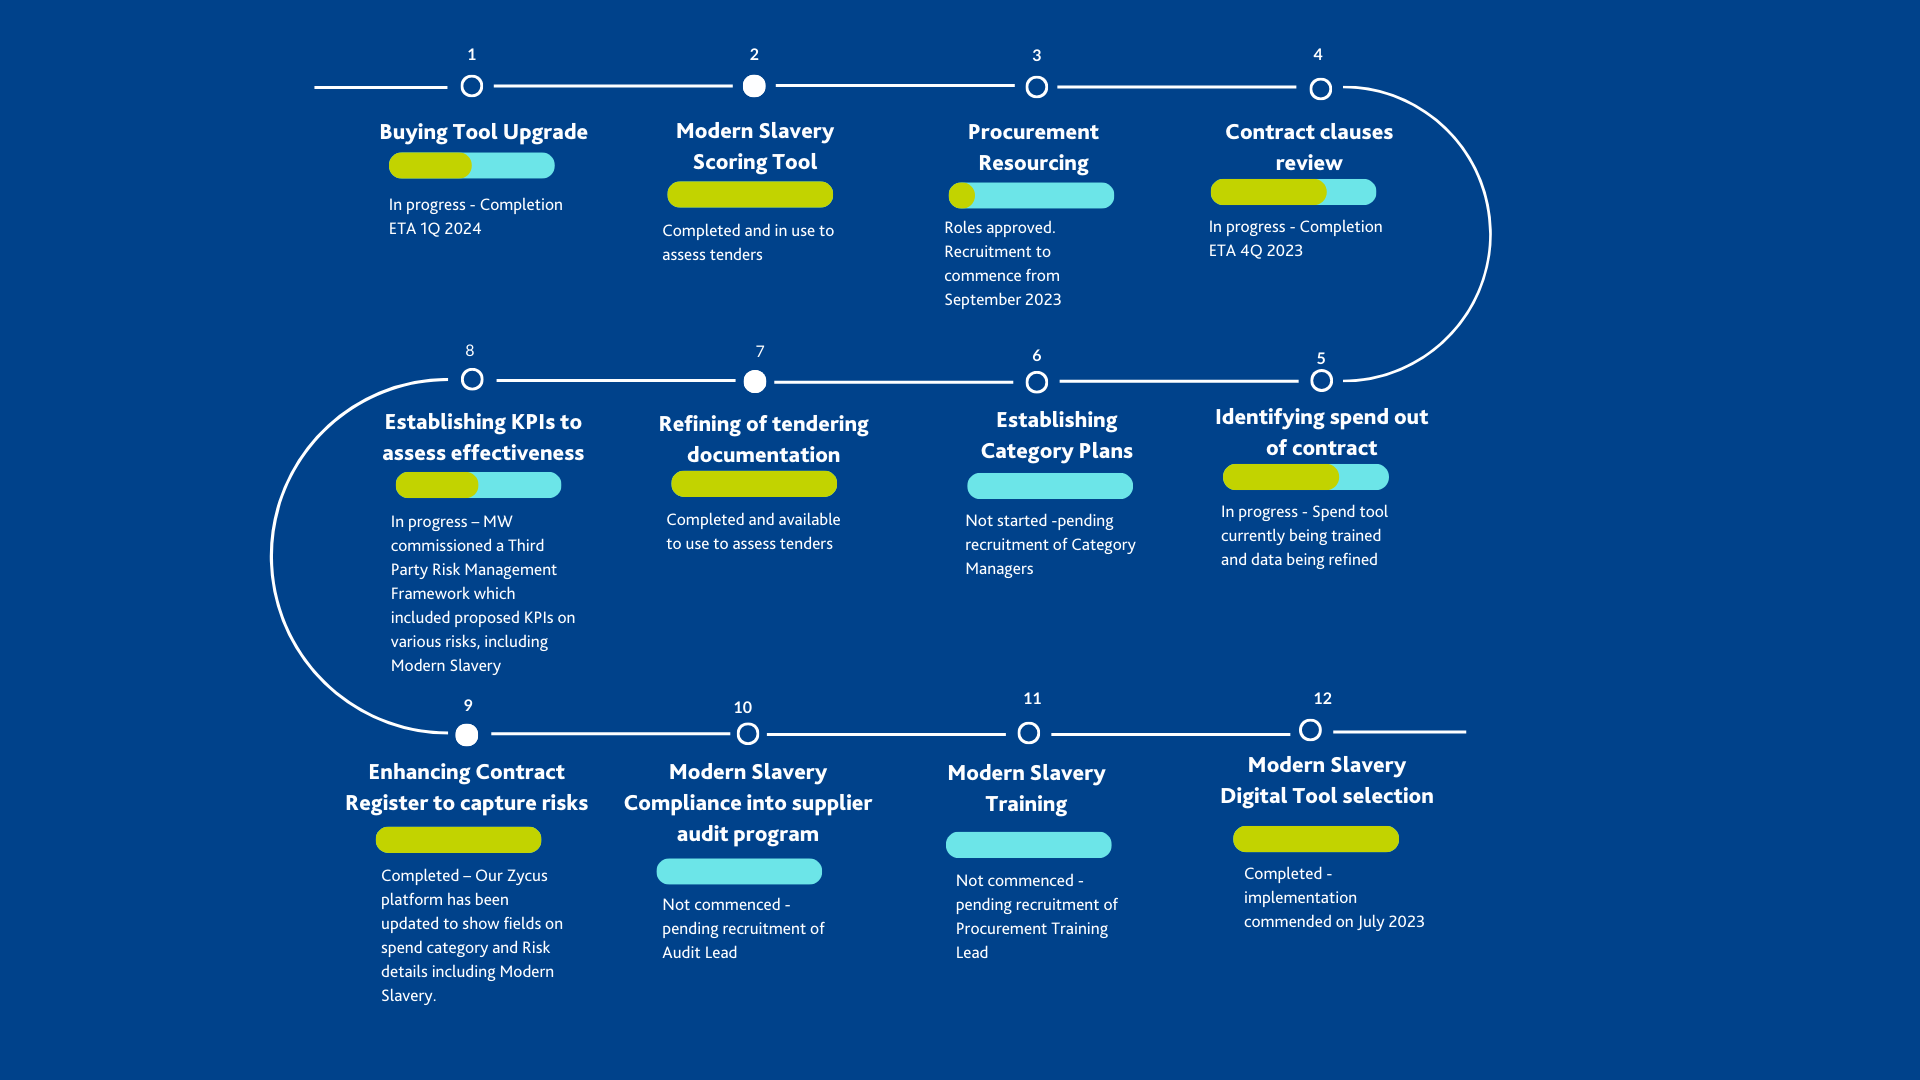 1
Buying Tool Upgrade
In progress - Completion
ETA 1Q 2024
2
Modern Slavery
Scoring Tool
Completed and in use to
assess tenders
3
Procurement
Resourcing
Roles approved.
Recruitment to
commence from
September 2023
4
Contract clauses
review
In progress - Completion
ETA 4Q 2023
5
Identifying spend out
of contract
In progress - Spend tool
currently being trained
and data being refined
6
Establishing
Category Plans
Not started -pending
recruitment of Category
Managers
7
Refining of tendering
documentation
Completed and available
to use to assess tenders
8
Establishing KPIs to
assess effectiveness
In progress – MW
commissioned a Third
Party Risk Management
Framework which
included proposed KPIs on
various risks, including
Modern Slavery
9
Enhancing Contract
Register to capture risks
Completed – Our Zycus
platform has been
updated to show fields on
spend category and Risk
details including Modern
Slavery.
10
Modern Slavery
Compliance into supplier
audit program
Not commenced -
pending recruitment of
Audit Lead
11
Modern Slavery
Training
Not commenced -
pending recruitment of
Procurement Training
Lead
12
Modern Slavery
Digital Tool selection
Completed -
implementation
commended on July 2023